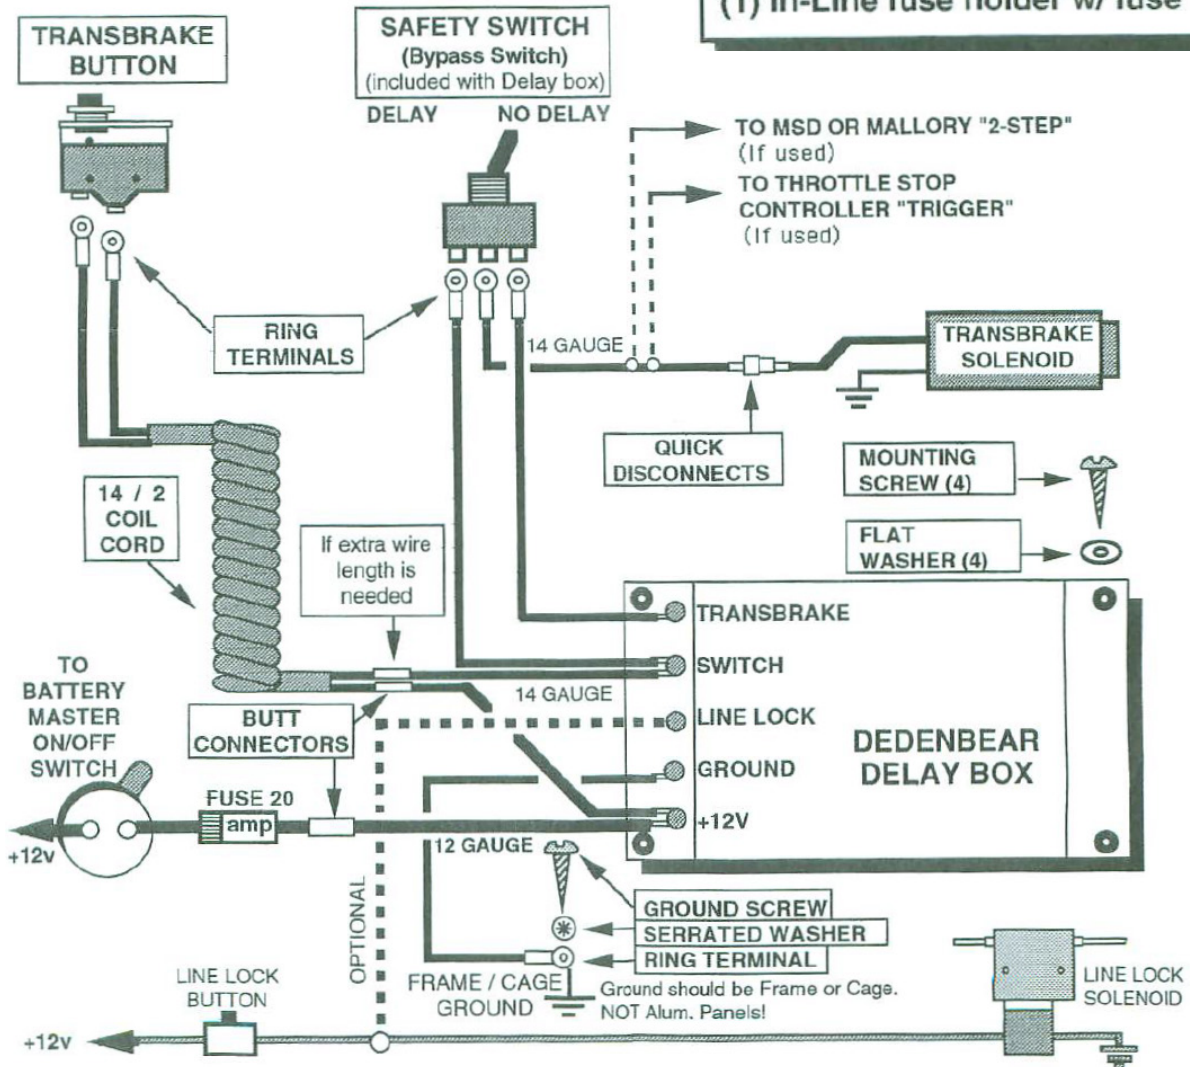 (1) In-Line fuse holder w/ fuse
TRANSBRAKE
BUTTON
SAFETY SWITCH
(Bypass Switch)
(included with Delay box)
DELAY NO DELAY
TO MSD OR MALLORY "2-STEP"
(If used)
TO THROTTLE STOP
CONTROLLER "TRIGGER"
(If used)
RING
TERMINALS
14 GAUGE
TRANSBRAKE
SOLENOID
QUICK
DISCONNECTS
MOUNTING
SCREW (4)
FLAT
WASHER (4)
14 / 2
COIL
CORD
If extra wire
length is
needed
TRANSBRAKE
SWITCH
14 GAUGE
LINE LOCK
GROUND
+12V
DEDENBEAR
DELAY BOX
TO
BATTERY
MASTER
ON/OFF
SWITCH
BUTT
CONNECTORS
FUSE 20
amp
+12v
12 GAUGE
OPTIONAL
GROUND SCREW
SERRATED WASHER
RING TERMINAL
FRAME / CAGE
GROUND
Ground should be Frame or Cage.
NOT Alum. Panels!
LINE LOCK
BUTTON
LINE LOCK
SOLENOID
+12v